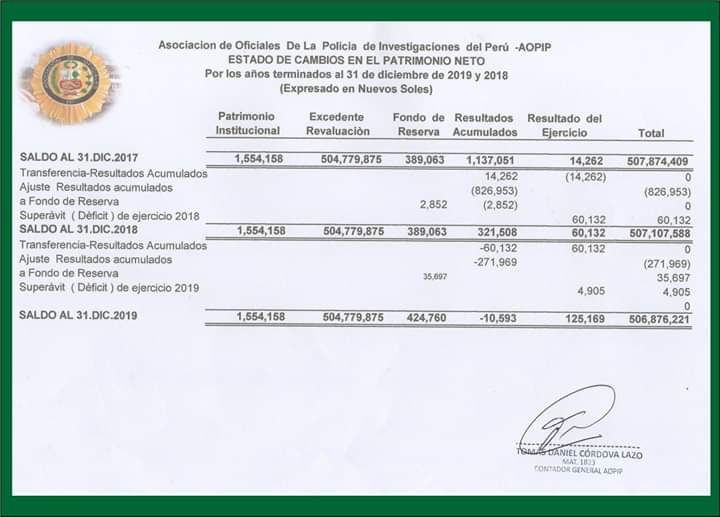 Asociacion de Oficiales De La Policia de Investigaciones del Perú -AOPIP
ESTADO DE CAMBIOS EN EL PATRIMONIO NETO
Por los años terminados al 31 de diciembre de 2019 y 2018
(Expresado en Nuevos Soles)
Patrimonio Institucional Excedente Revaluaciòn Fondo de Reserva Resultados Acumulados Resultado del Ejercicio Total
SALDO AL 31.DIC.2017 1,554,158 504,779,875 389,063 1,137,051 14,262 507,874,409
Transferencia-Resultados Acumulados 14,262 (14,262) 0
Ajuste Resultados acumulados (826,953) (826,953)
a Fondo de Reserva 2,852 (2,852) 0
Superávit ( Dèficit ) de ejercicio 2018 60,132 60,132
SALDO AL 31.DIC.2018 1,554,158 504,779,875 389,063 321,508 60,132 507,107,588
Transferencia-Resultados Acumulados -60,132 60,132 0
Ajuste Resultados acumulados -271,969 (271,969)
a Fondo de Reserva 35,697 35,697
Superávit ( Dèficit ) de ejercicio 2019 4,905 4,905
0
SALDO AL 31.DIC.2019 1,554,158 504,779,875 424,760 -10,593 125,169 506,876,221
TOMAS DANIEL CÓRDOVA LAZO
MAT. 1823
CONTADOR GENERAL AOPIP